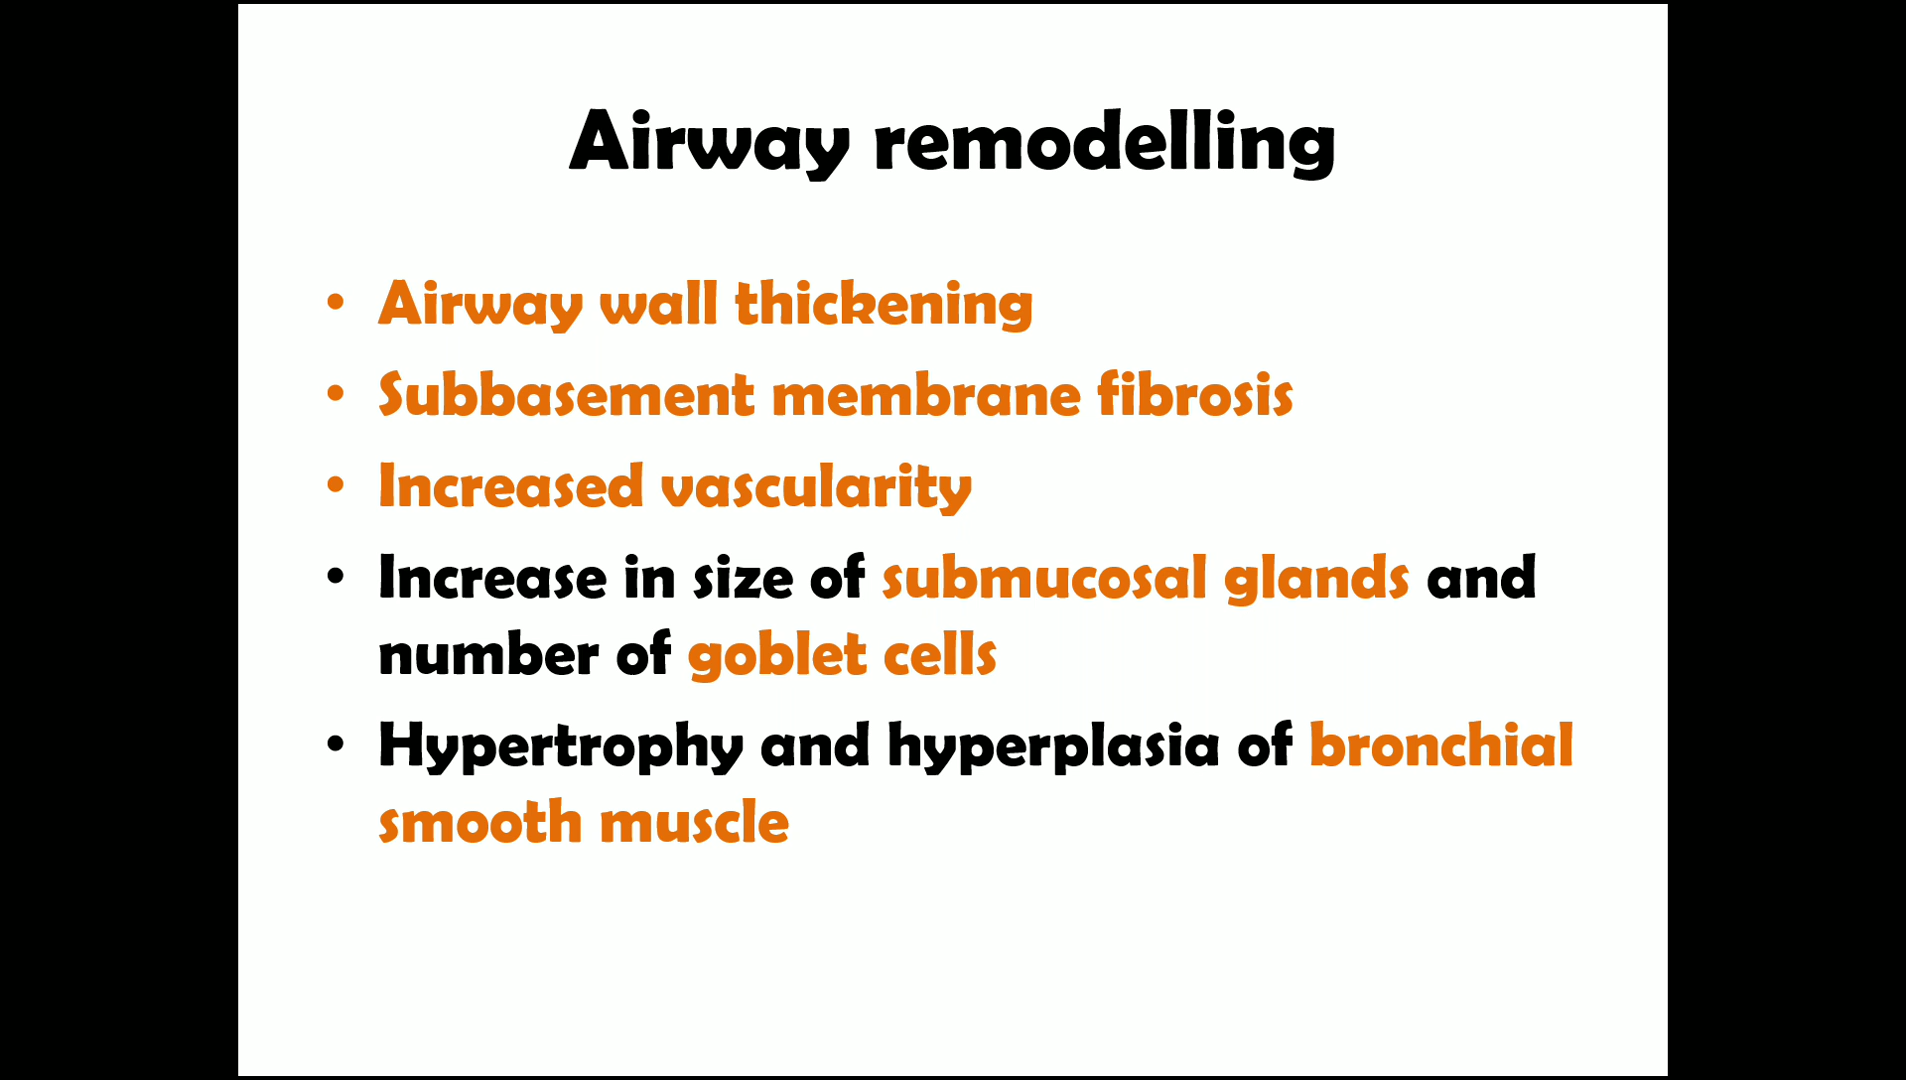 Airway remodelling
• Airway wall thickening
• Subbasement membrane fibrosis
• Increased vascularity
• Increase in size of submucosal glands and
number of goblet cells
• Hypertrophy and hyperplasia of bronchial
smooth muscle